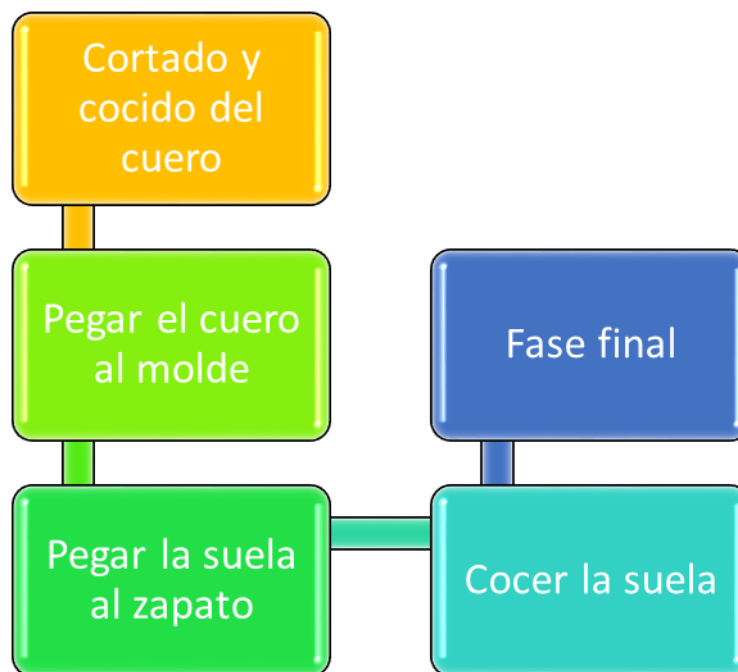 Cortado y
cocido del
cuero
Pegar el cuero
al molde
Pegar la suela
al zapato
Cocer la suela
Fase final